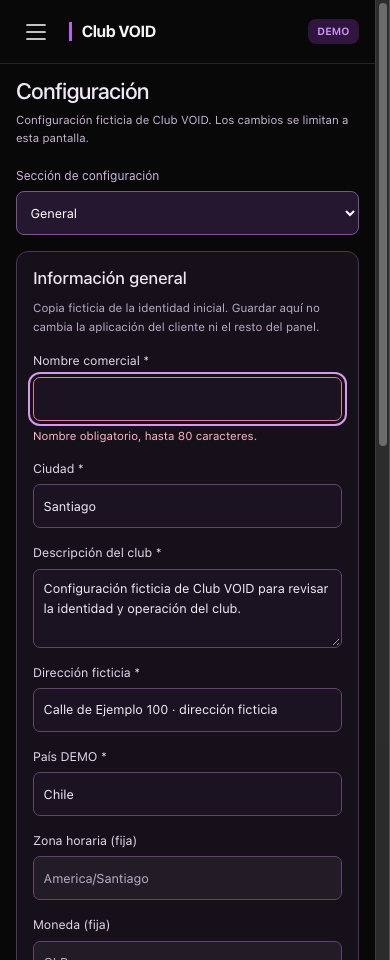 Club VOID
DEMO
Configuración
Configuración ficticia de Club VOID. Los cambios se limitan a
esta pantalla.
Sección de configuración
General
Información general
Copia ficticia de la identidad inicial. Guardar aquí no
cambia la aplicación del cliente ni el resto del panel.
Nombre comercial *
Nombre obligatorio, hasta 80 caracteres.
Ciudad *
Santiago
Descripción del club *
Configuración ficticia de Club VOID para revisar
la identidad y operación del club.
Dirección ficticia *
Calle de Ejemplo 100 · dirección ficticia
País DEMO *
Chile
Zona horaria (fija)
America/Santiago
Moneda (fija)